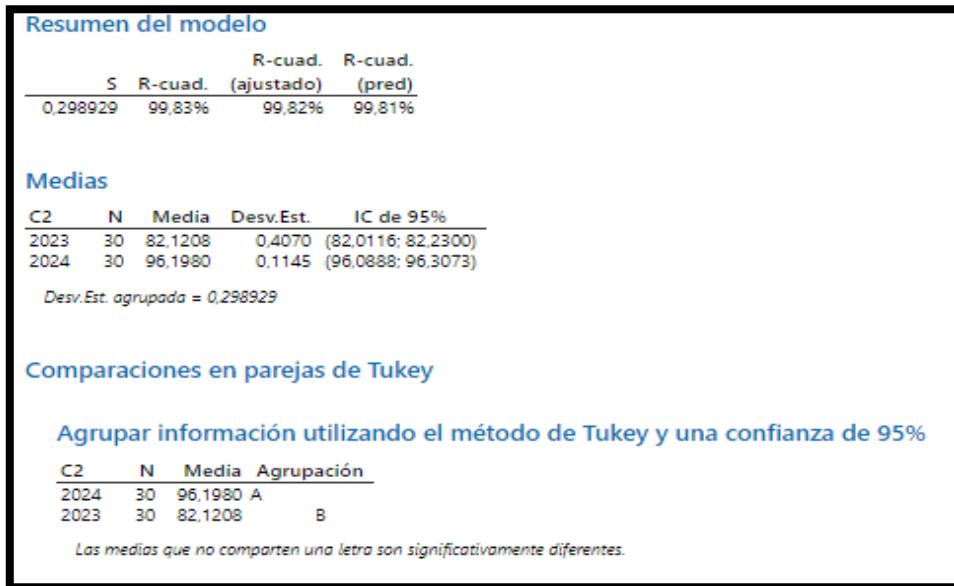 Resumen del modelo
R-cuad. R-cuad.
S R-cuad. (ajustado) (pred)
0,298929 99,83% 99,82% 99,81%
Medias
C2 N Media Desv.Est. IC de 95%
2023 30 82,1208 0,4070 (82,0116; 82,2300)
2024 30 96,1980 0,1145 (96,0888; 96,3073)
Desv.Est. agrupada = 0,298929
Comparaciones en parejas de Tukey
Agrupar información utilizando el método de Tukey y una confianza de 95%
C2 N Media Agrupación
2024 30 96,1980 A
2023 30 82,1208 B
Las medias que no comparten una letra son significativamente diferentes.